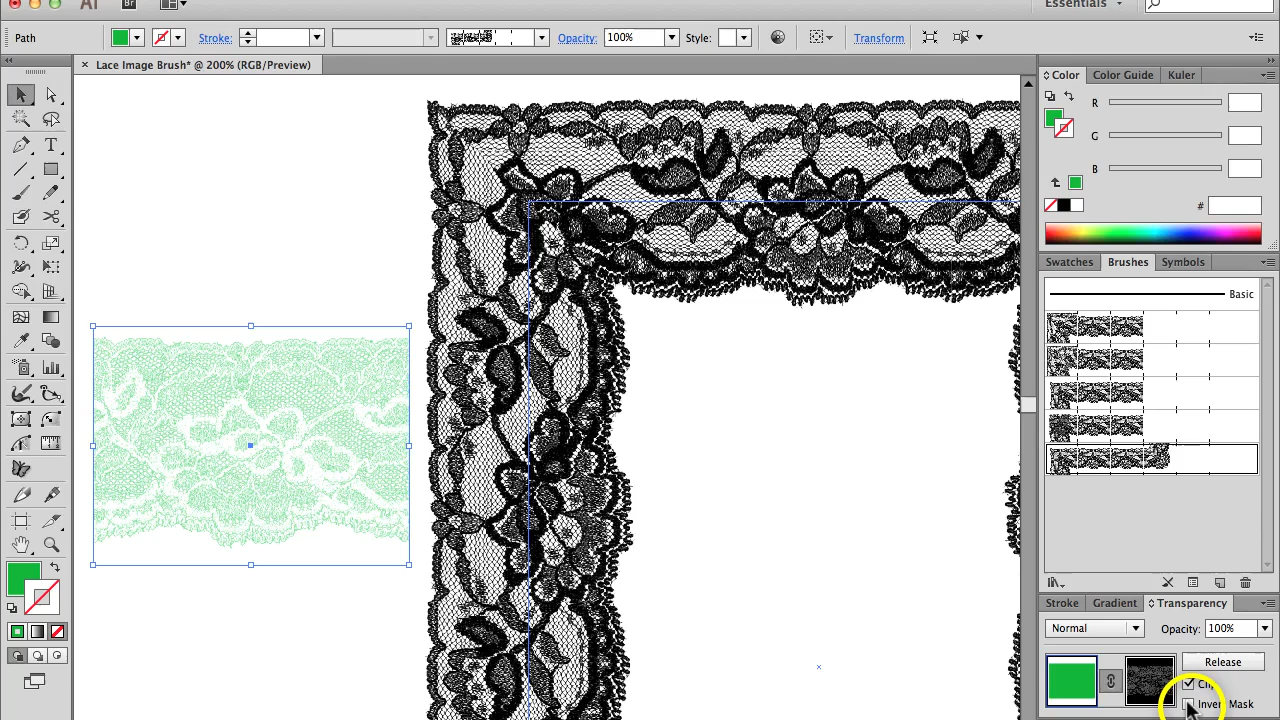 Ai Br Essentials
Path Stroke: Opacity: 100% Style: Transform
× Lace Image Brush* @ 200% (RGB/Preview)
Color Color Guide Kuler
R
G
B
#
Swatches Brushes Symbols
Basic
Stroke Gradient Transparency
Normal Opacity: 100%
Release
Clip
Invert Mask